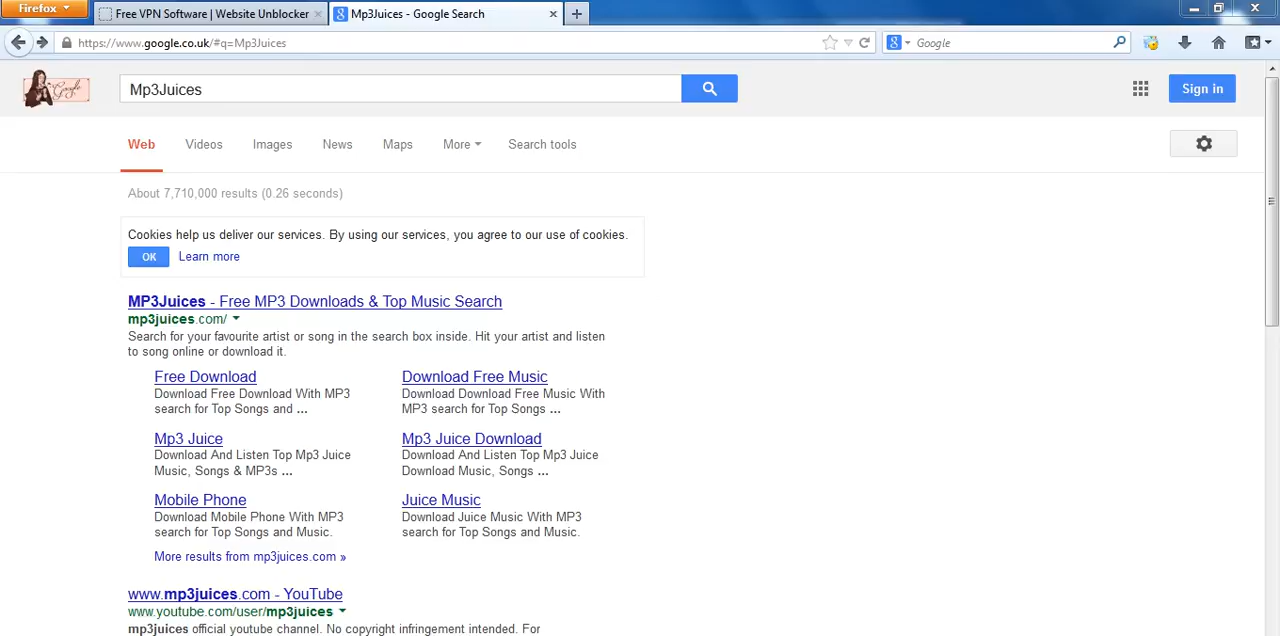 Firefox
Free VPN Software | Website Unblocker
Mp3Juices - Google Search
https://www.google.co.uk/#q=Mp3Juices
Google
Google
Mp3Juices
Sign in
Web Videos Images News Maps More Search tools
About 7,710,000 results (0.26 seconds)
Cookies help us deliver our services. By using our services, you agree to our use of cookies.
OK Learn more
MP3Juices - Free MP3 Downloads & Top Music Search
mp3juices.com/
Search for your favourite artist or song in the search box inside. Hit your artist and listen
to song online or download it.
Free Download
Download Free Download With MP3
search for Top Songs and ...
Download Free Music
Download Download Free Music With
MP3 search for Top Songs ...
Mp3 Juice
Download And Listen Top Mp3 Juice
Music, Songs & MP3s ...
Mp3 Juice Download
Download And Listen Top Mp3 Juice
Download Music, Songs ...
Mobile Phone
Download Mobile Phone With MP3
search for Top Songs and Music.
Juice Music
Download Juice Music With MP3
search for Top Songs and Music.
More results from mp3juices.com »
www.mp3juices.com - YouTube
www.youtube.com/user/mp3juices
mp3juices official youtube channel. No copyright infringement intended. For